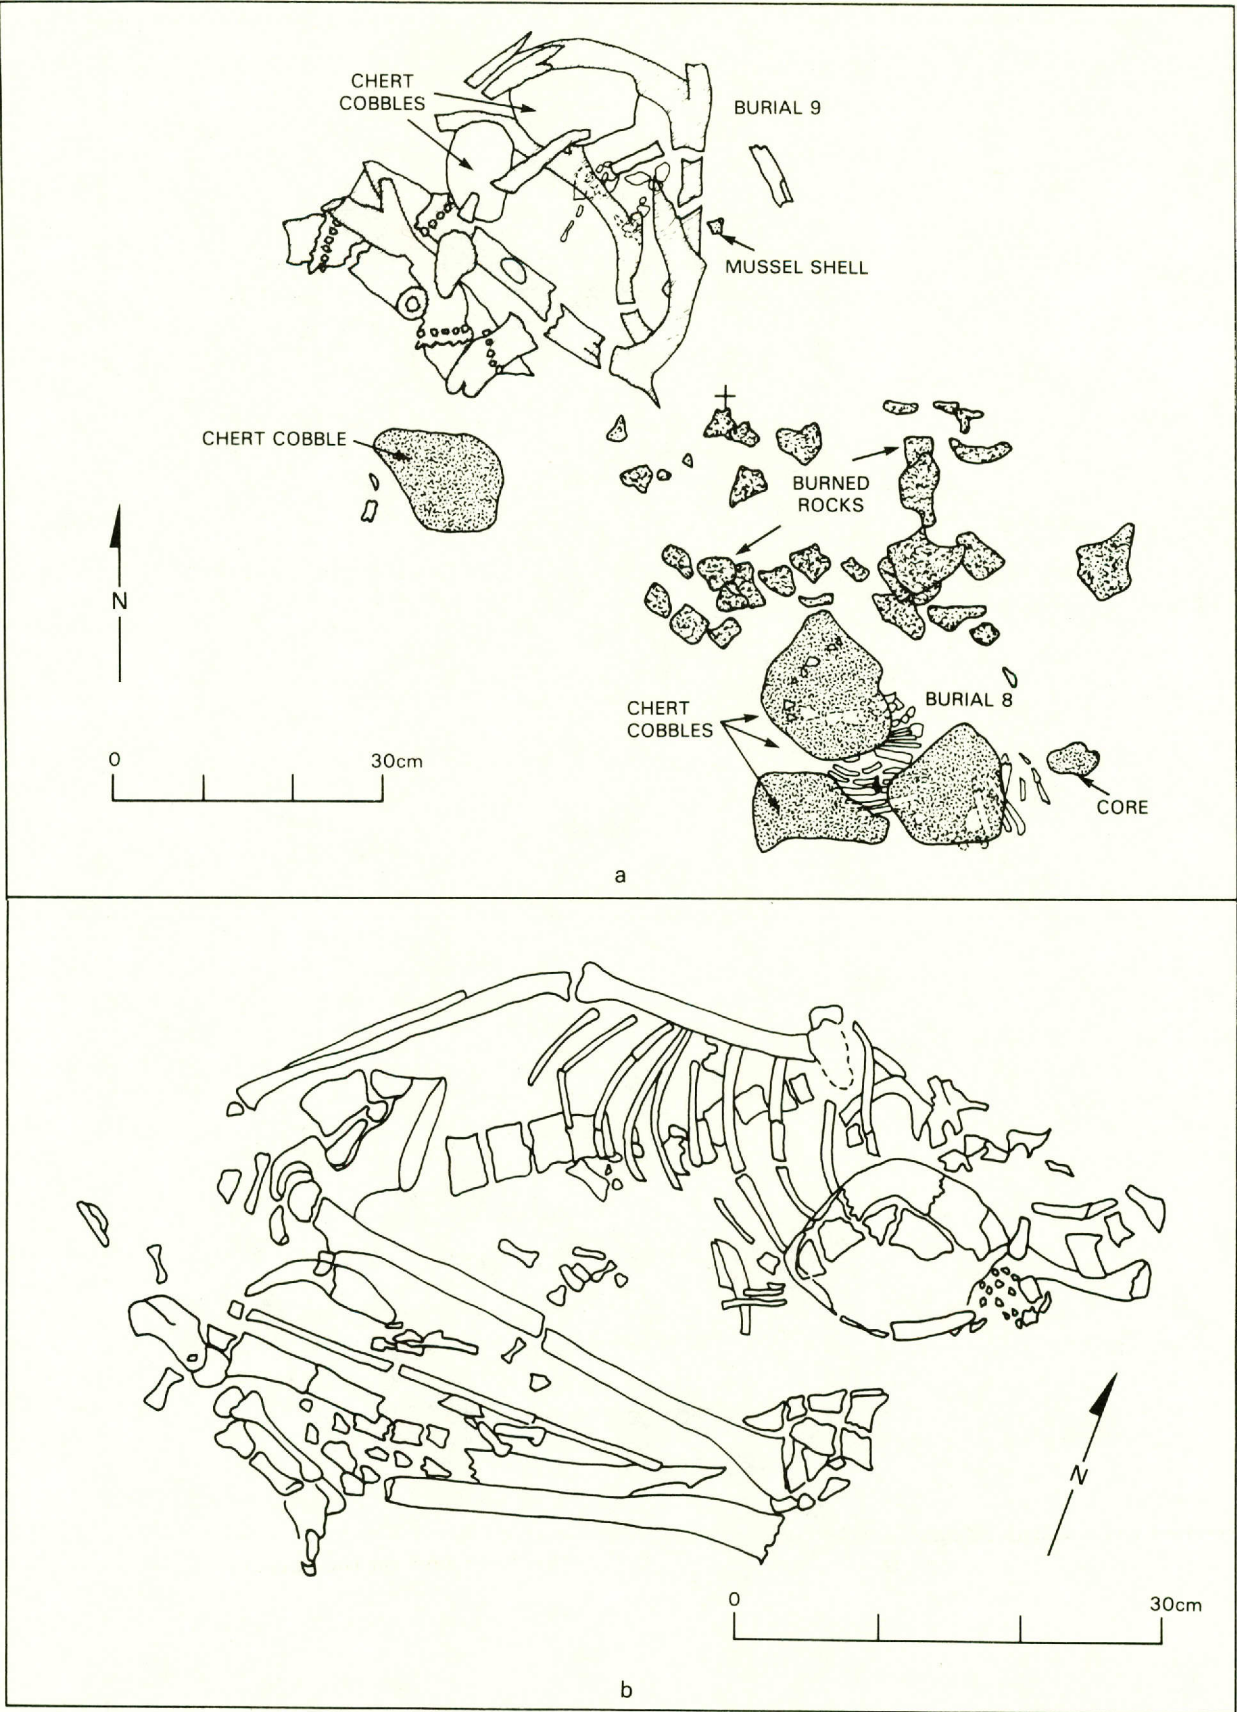 CHERT
COBBLES
BURIAL 9
MUSSEL SHELL
CHERT COBBLE
BURNED
ROCKS
N
CHERT
COBBLES
BURIAL 8
0 30cm
CORE
a
N
0 30cm
b